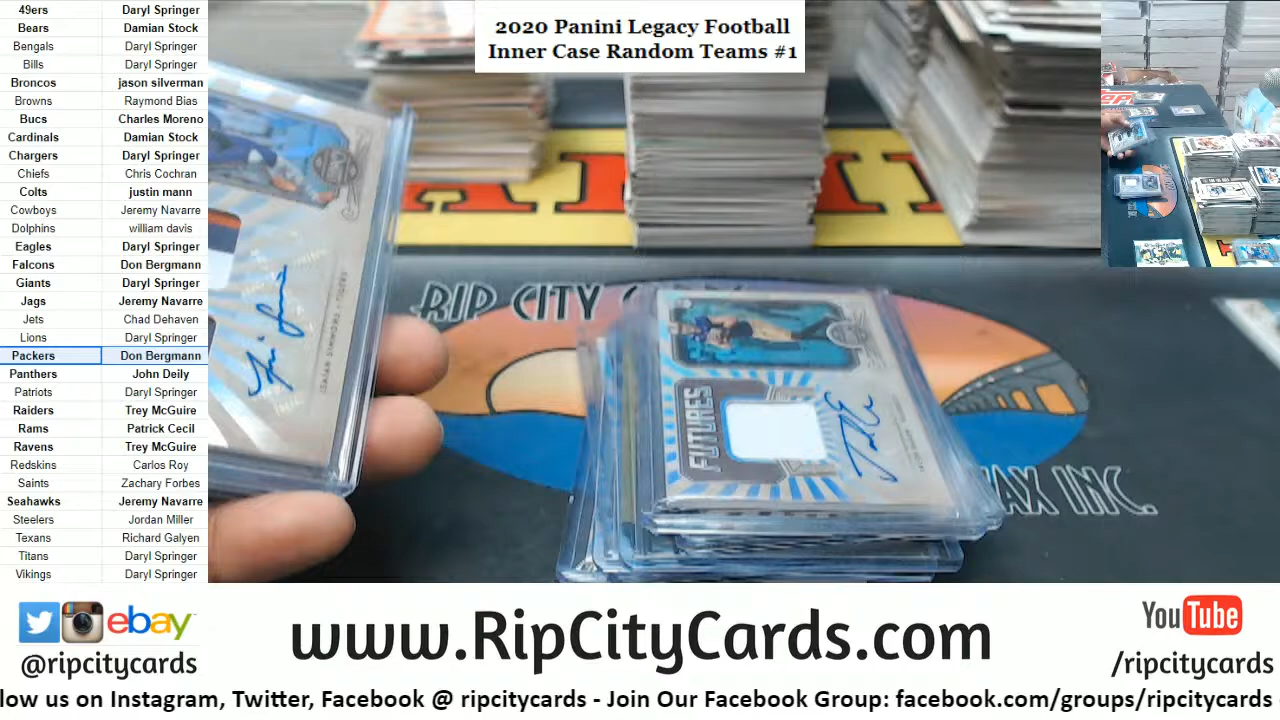 49ers Daryl Springer
Bears Damian Stock
Bengals Daryl Springer
Bills Daryl Springer
Broncos jason silverman
Browns Raymond Bias
Bucs Charles Moreno
Cardinals Damian Stock
Chargers Daryl Springer
Chiefs Chris Cochran
Colts justin mann
Cowboys Jeremy Navarre
Dolphins william davis
Eagles Daryl Springer
Falcons Don Bergmann
Giants Daryl Springer
Jags Jeremy Navarre
Jets Chad Dehaven
Lions Daryl Springer
Packers Don Bergmann
Panthers John Deily
Patriots Daryl Springer
Raiders Trey McGuire
Rams Patrick Cecil
Ravens Trey McGuire
Redskins Carlos Roy
Saints Zachary Forbes
Seahawks Jeremy Navarre
Steelers Jordan Miller
Texans Richard Galyen
Titans Daryl Springer
Vikings Daryl Springer
2020 Panini Legacy Football
Inner Case Random Teams #1
RIP CITY
FUTURES
ISAIAH SIMMONS - TIGERS
AX INC.
ebay
@ripcitycards
www.RipCityCards.com
YouTube
/ripcitycards
low us on Instagram, Twitter, Facebook @ ripcitycards - Join Our Facebook Group: facebook.com/groups/ripcitycards